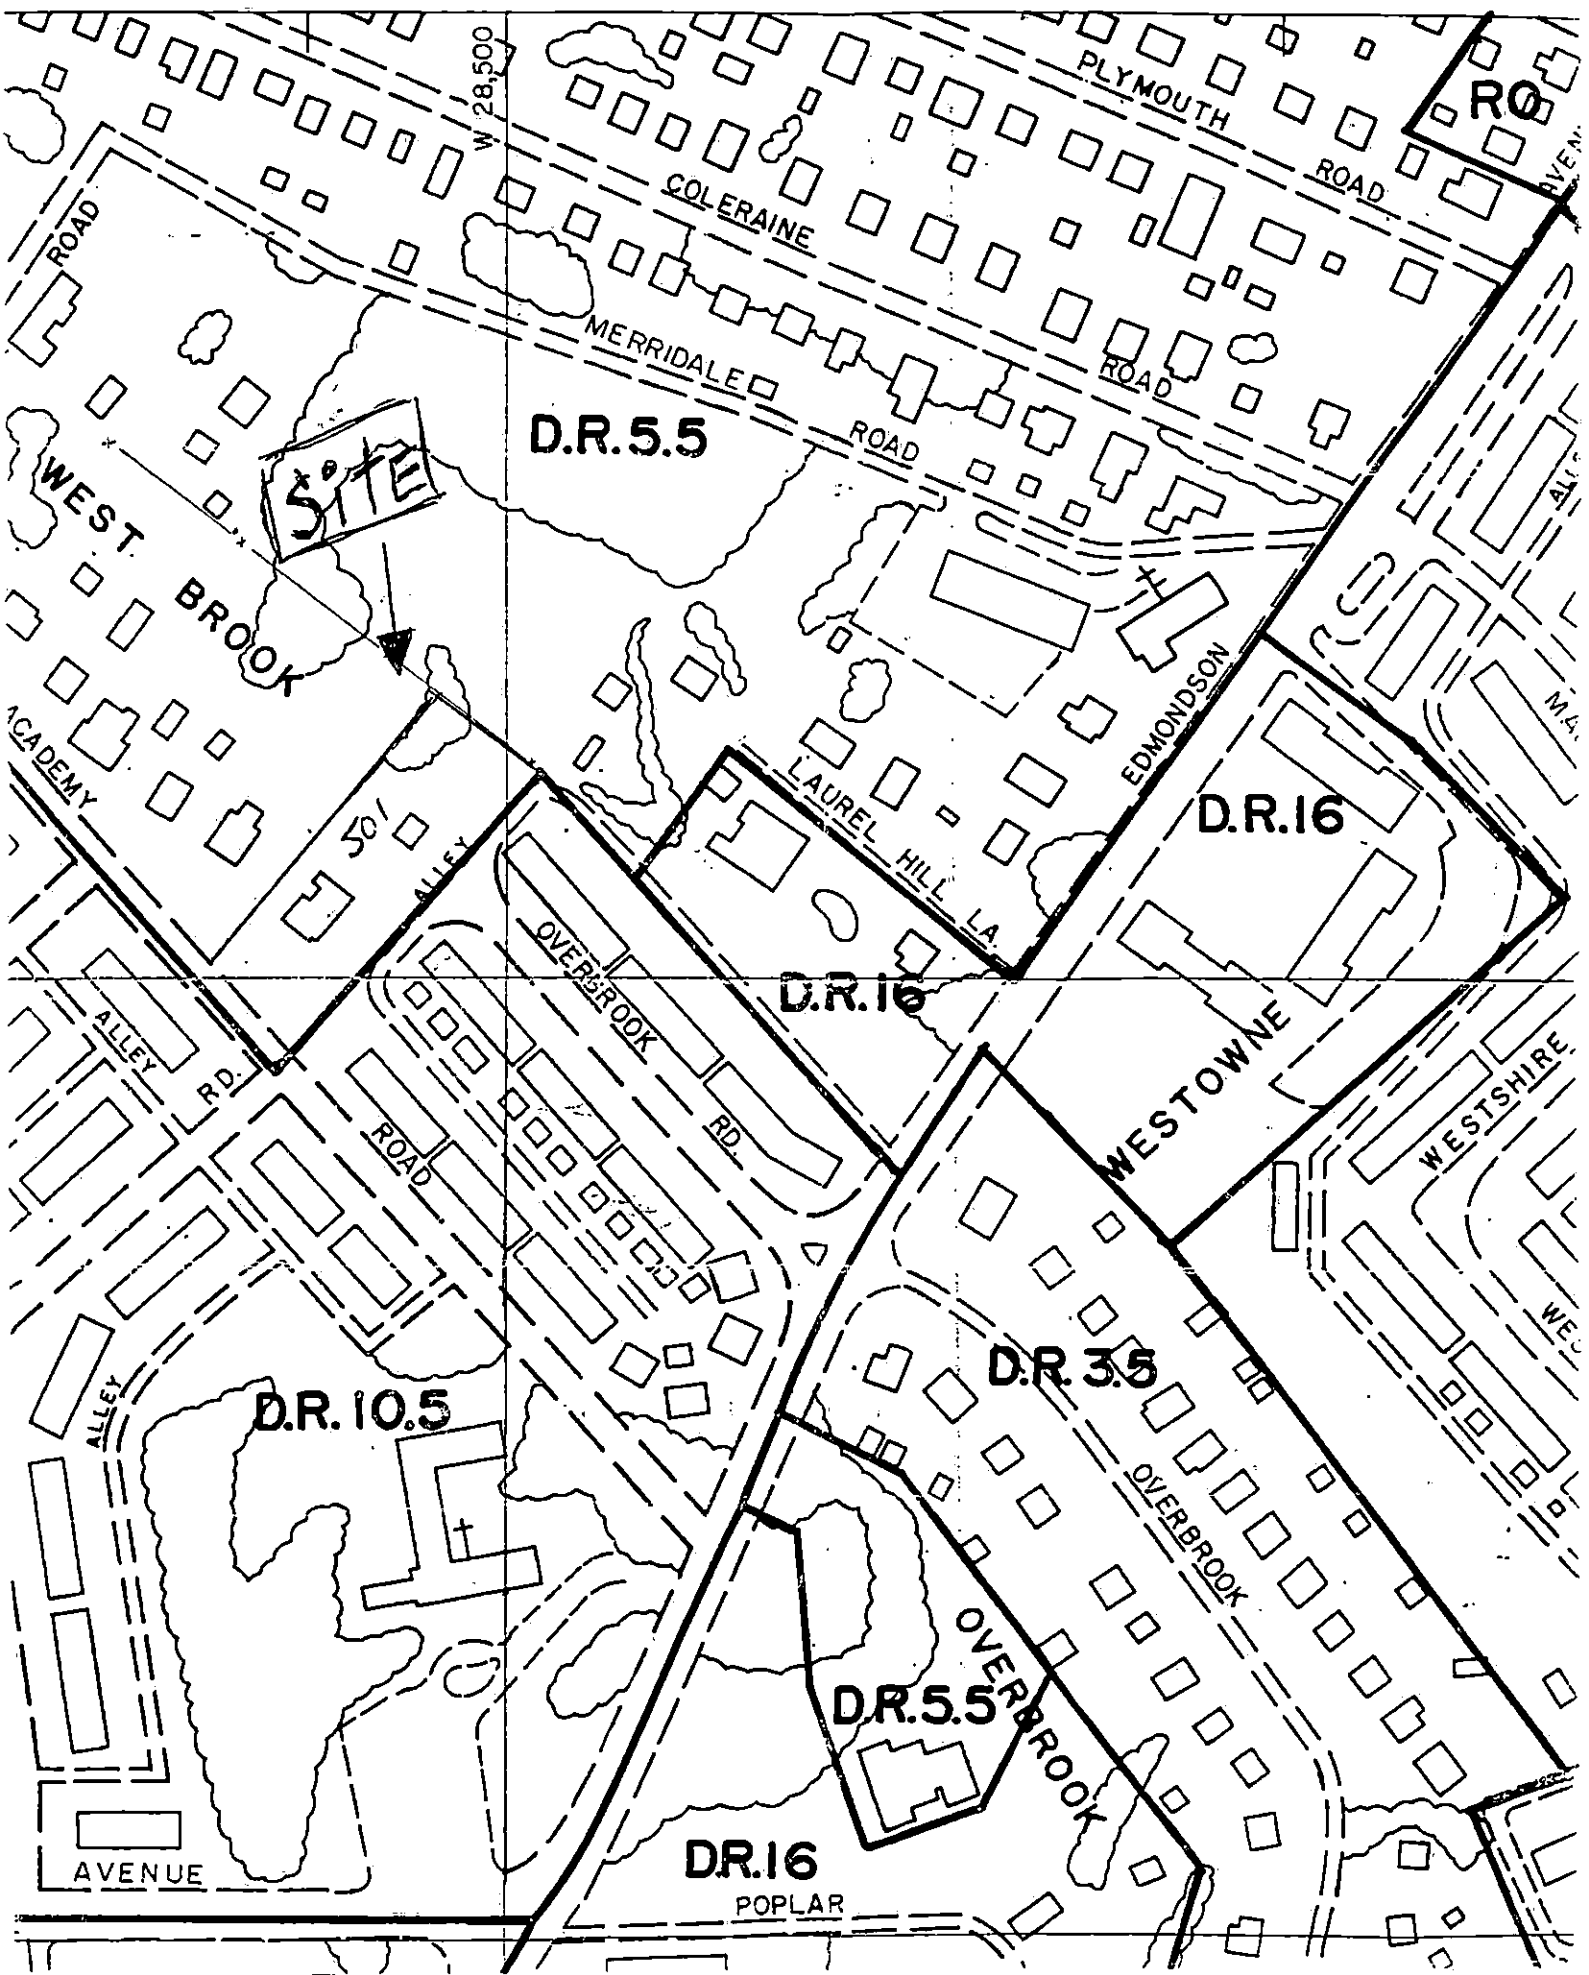 W 28,500
PLYMOUTH
ROAD
RO
COLERAINE
ROAD
ROAD
MERRIDALE
ROAD
D.R.5.5
SITE
WEST BROOK
EDMONDSON
ACADEMY
501
ALLEY
LAUREL HILL LA.
D.R.16
D.R.16
OVERBROOK
RD.
ALLEY
RD.
ROAD
WESTOWNE
WESTSHIRE
D.R.3.5
D.R.10.5
ALLEY
OVERBROOK
OVERBROOK
D.R.5.5
D.R.16
AVENUE
POPLAR